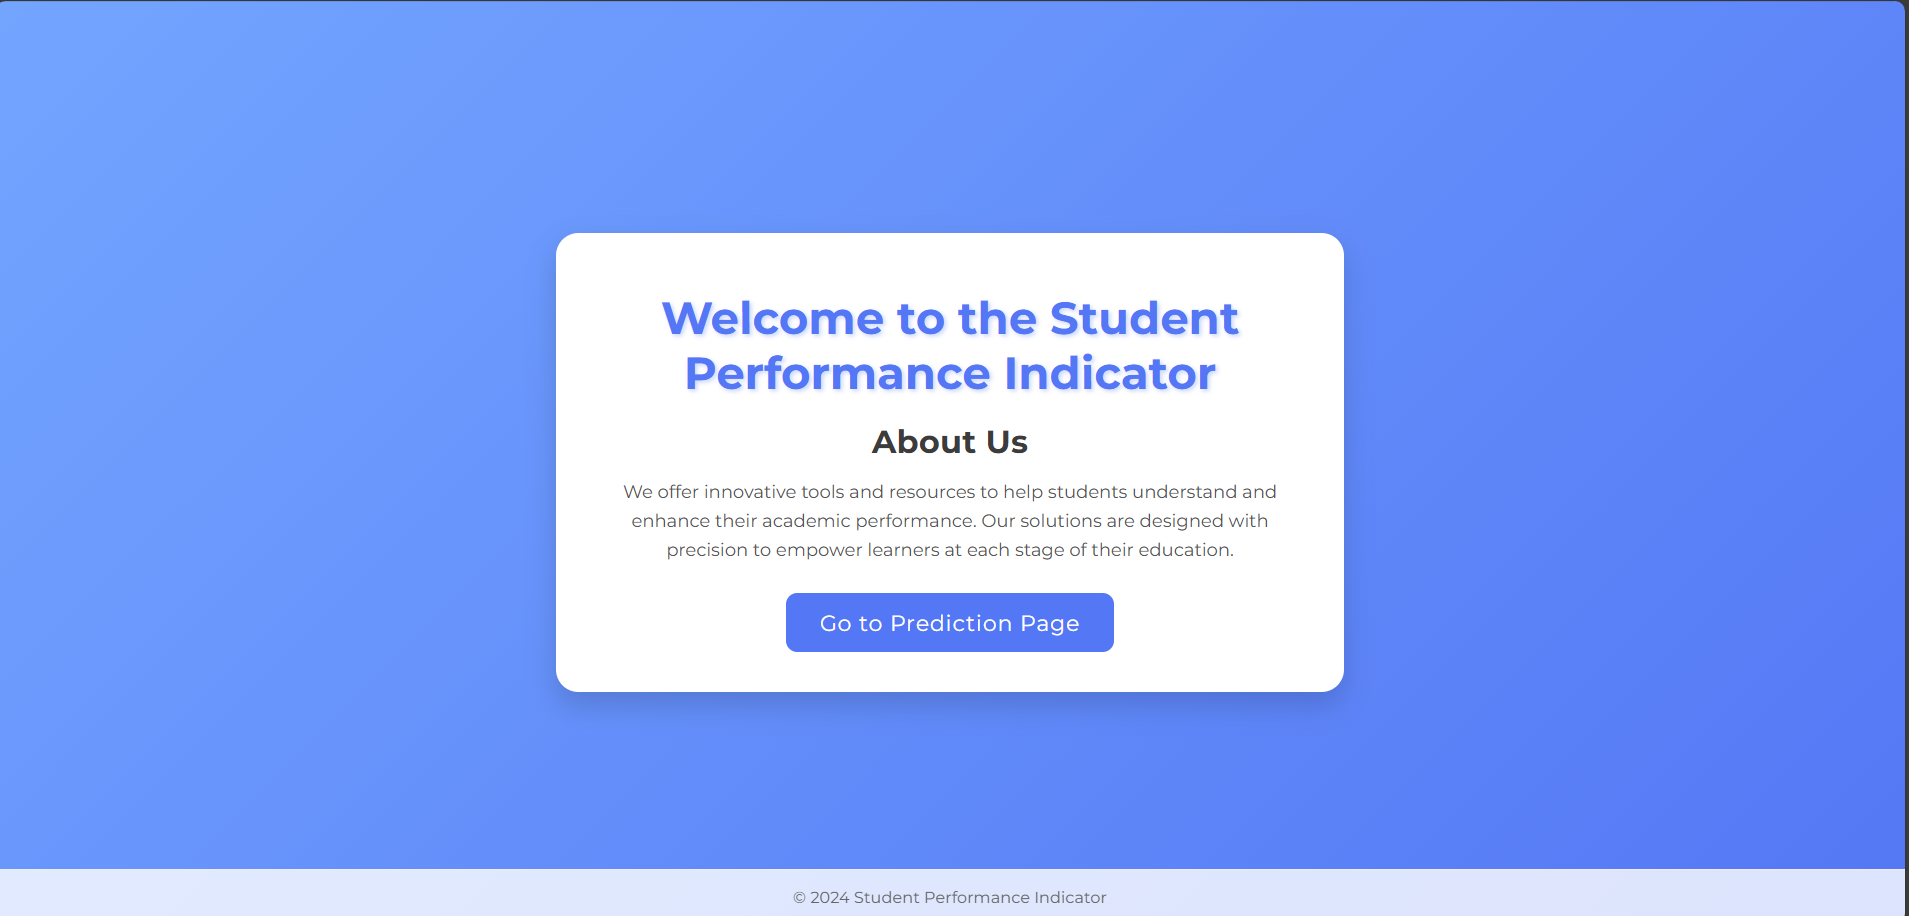 Welcome to the Student
Performance Indicator
About Us
We offer innovative tools and resources to help students understand and
enhance their academic performance. Our solutions are designed with
precision to empower learners at each stage of their education.
Go to Prediction Page
© 2024 Student Performance Indicator